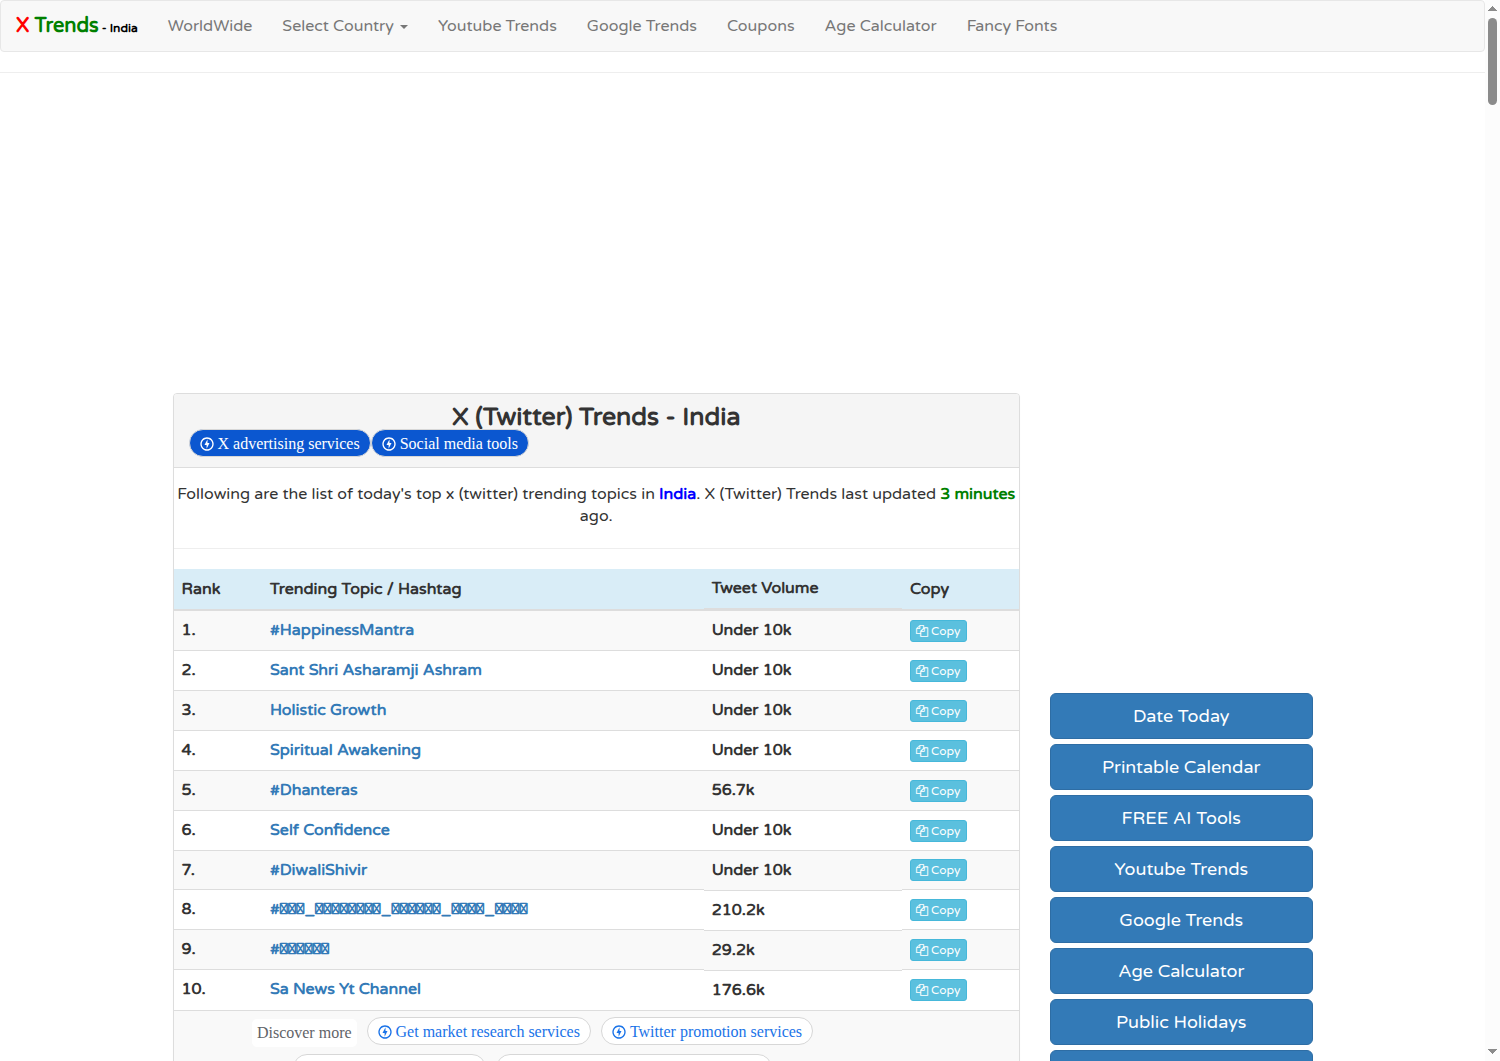 X Trends - India WorldWide Select Country Youtube Trends Google Trends Coupons Age Calculator Fancy Fonts
X (Twitter) Trends - India
X advertising services Social media tools
Following are the list of today's top x (twitter) trending topics in India. X (Twitter) Trends last updated 3 minutes
ago.
Rank Trending Topic / Hashtag Tweet Volume Copy
1. #HappinessMantra Under 10k Copy
2. Sant Shri Asharamji Ashram Under 10k Copy
3. Holistic Growth Under 10k Copy
4. Spiritual Awakening Under 10k Copy
5. #Dhanteras 56.7k Copy
6. Self Confidence Under 10k Copy
7. #DiwaliShivir Under 10k Copy
8. 210.2k Copy
9. 29.2k Copy
10. Sa News Yt Channel 176.6k Copy
Discover more Get market research services Twitter promotion services
Date Today
Printable Calendar
FREE AI Tools
Youtube Trends
Google Trends
Age Calculator
Public Holidays